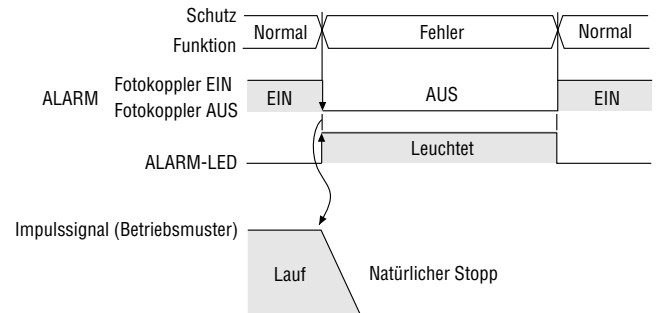 Schutz
Funktion
Normal
Fehler
Normal
ALARM
Fotokoppler EIN
Fotokoppler AUS
EIN
AUS
EIN
ALARM-LED
Leuchtet
Impulssignal (Betriebsmuster)
Lauf
Natürlicher Stopp